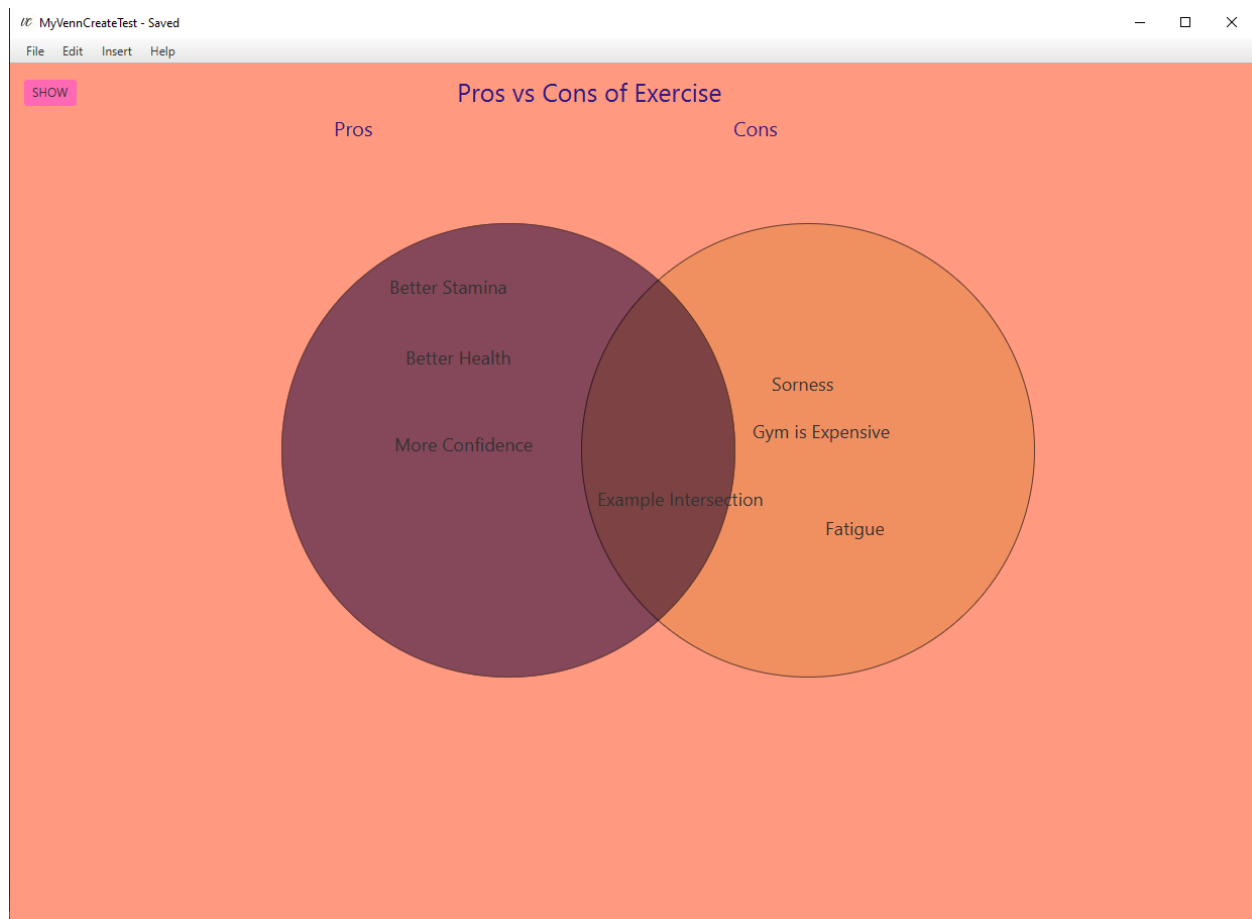 VC MyVennCreateTest - Saved
File Edit Insert Help
SHOW
Pros vs Cons of Exercise
Pros Cons
Better Stamina
Better Health
Sorness
Gym is Expensive
More Confidence
Example Intersection
Fatigue